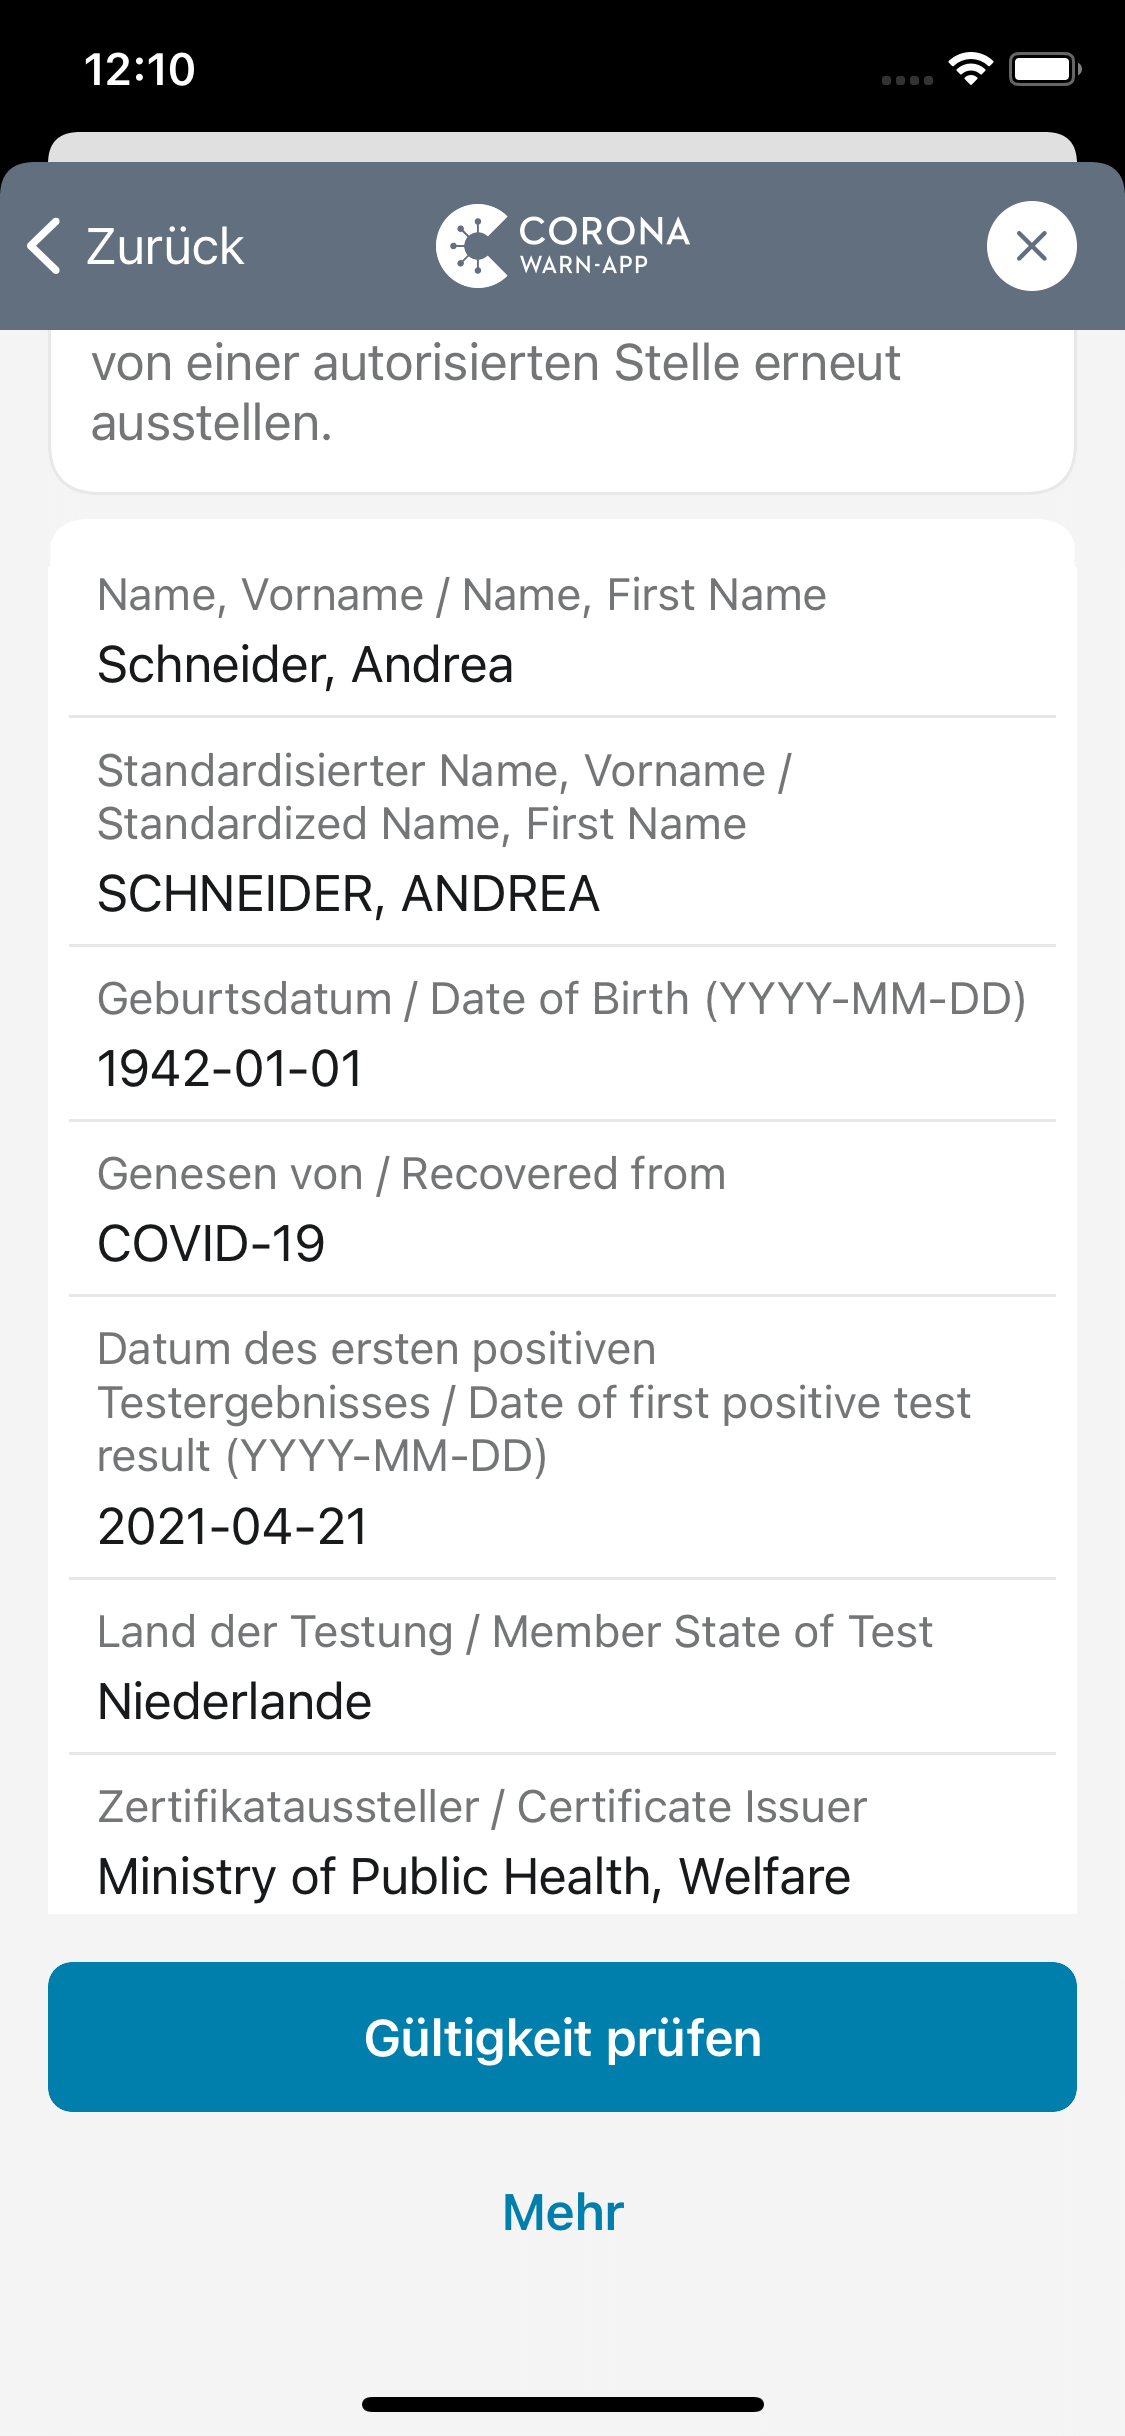 12:10
Zurück
CORONA
WARN-APP
von einer autorisierten Stelle erneut
ausstellen.
Name, Vorname / Name, First Name
Schneider, Andrea
Standardisierter Name, Vorname /
Standardized Name, First Name
SCHNEIDER, ANDREA
Geburtsdatum / Date of Birth (YYYY-MM-DD)
1942-01-01
Genesen von / Recovered from
COVID-19
Datum des ersten positiven
Testergebnisses / Date of first positive test
result (YYYY-MM-DD)
2021-04-21
Land der Testung / Member State of Test
Niederlande
Zertifikataussteller / Certificate Issuer
Ministry of Public Health, Welfare
Gültigkeit prüfen
Mehr